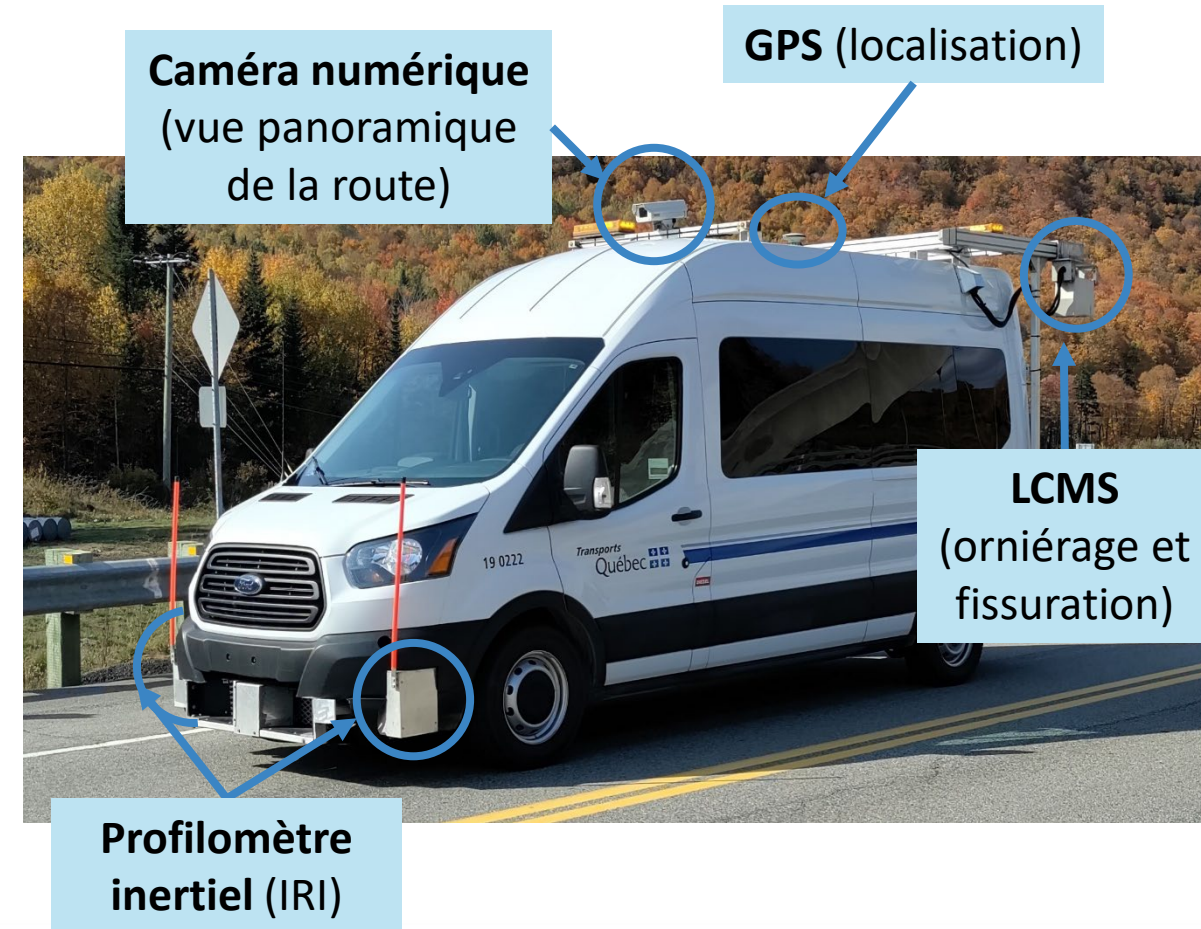 GPS (localisation)
Caméra numérique
(vue panoramique
de la route)
LCMS
(orniérage et
fissuration)
19 0222
Transports
Québec
Profilomètre
inertiel (IRI)